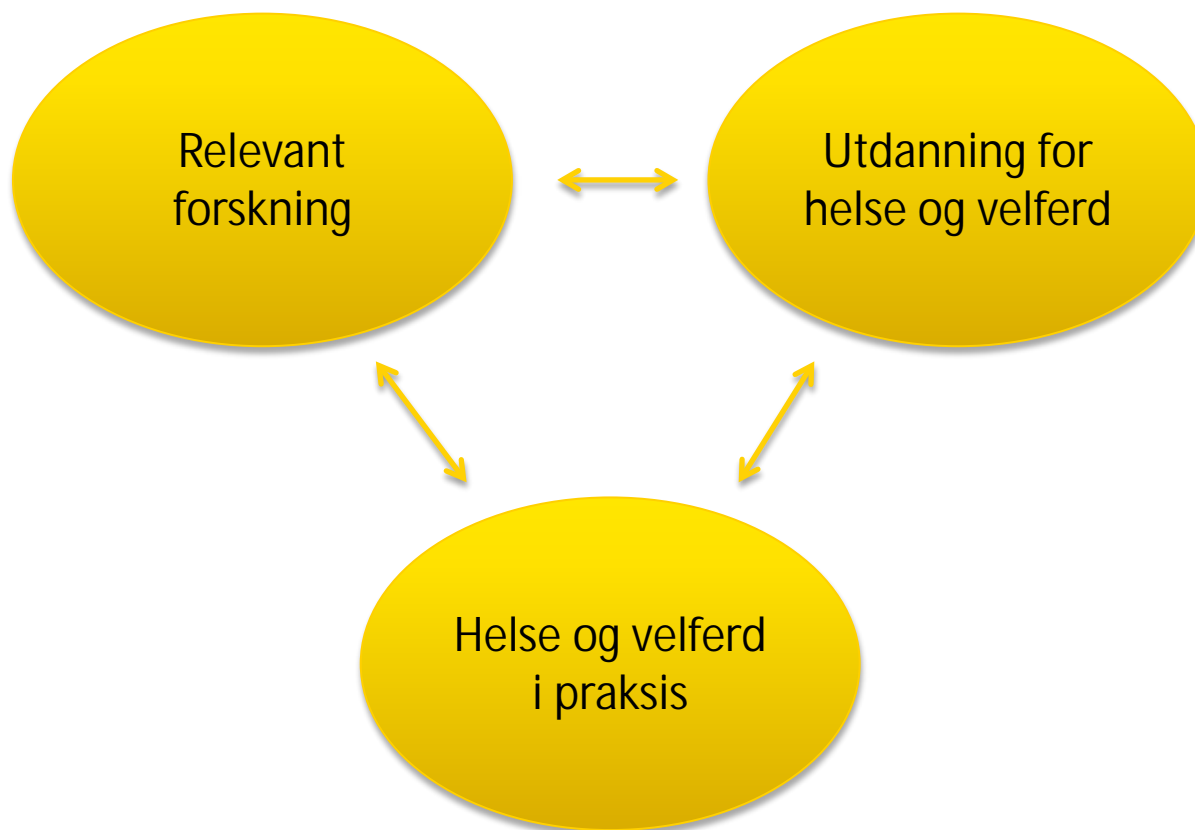 Relevant
forskning
Utdanning for
helse og velferd
Helse og velferd
i praksis